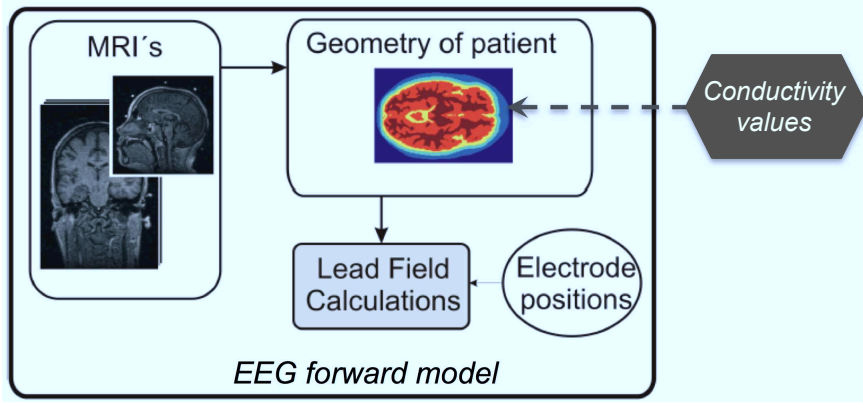 MRI´s
Geometry of patient
Conductivity
values
Lead Field
Calculations
Electrode
positions
EEG forward model